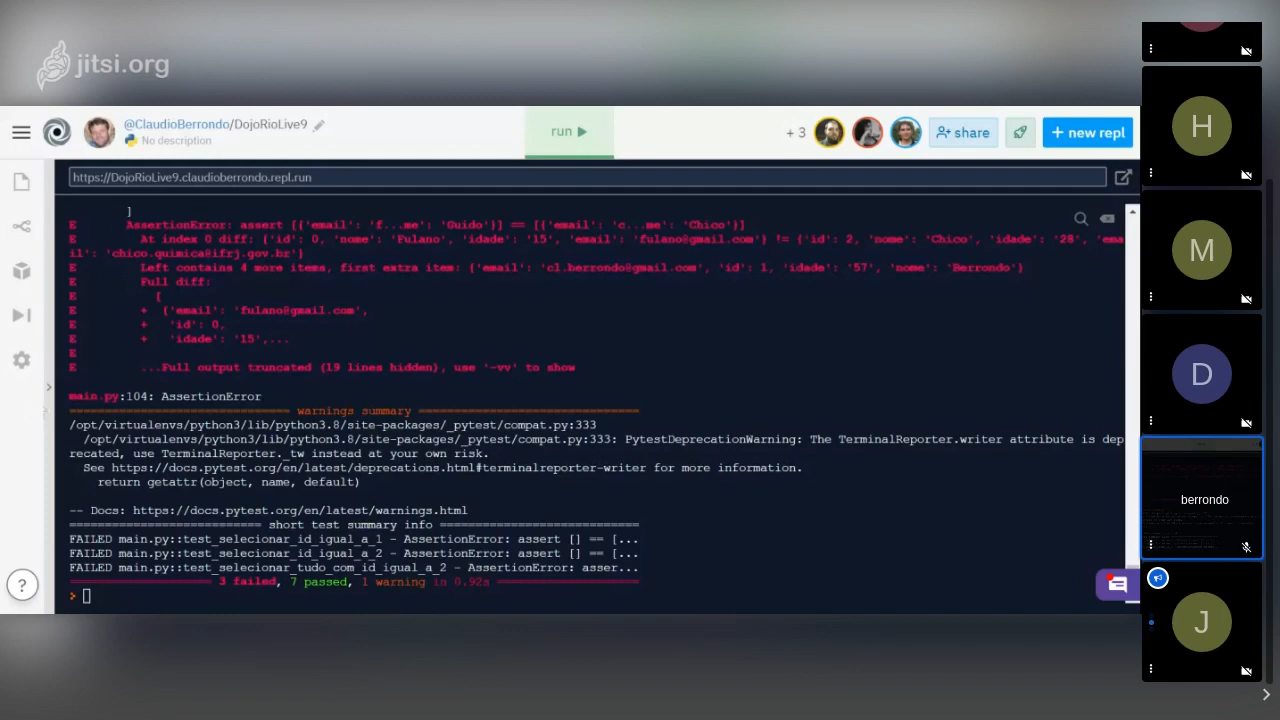 jitsi.org
@ClaudioBerrondo/DojoRioLive9
No description
run
+ 3
share
+ new repl
https://DojoRioLive9.claudioberrondo.repl.run
]
E AssertionError: assert [{'email': 'f...me': 'Guido'}] == [{'email': 'c...me': 'Chico'}]
E At index 0 diff: {'id': 0, 'nome': 'Fulano', 'idade': '15', 'email': 'fulano@gmail.com'} != {'id': 2, 'nome': 'Chico', 'idade': '28', 'ema
il': 'chico.quimica@ifrj.gov.br'}
E Left contains 4 more items, first extra item: {'email': 'cl.berrondo@gmail.com', 'id': 1, 'idade': '57', 'nome': 'Berrondo'}
E Full diff:
E [
E + {'email': 'fulano@gmail.com',
E + 'id': 0,
E + 'idade': '15',...
E
E ...Full output truncated (19 lines hidden), use '-vv' to show
main.py:104: AssertionError
=============================== warnings summary ===============================
/opt/virtualenvs/python3/lib/python3.8/site-packages/_pytest/compat.py:333
/opt/virtualenvs/python3/lib/python3.8/site-packages/_pytest/compat.py:333: PytestDeprecationWarning: The TerminalReporter.writer attribute is dep
recated, use TerminalReporter._tw instead at your own risk.
See https://docs.pytest.org/en/latest/deprecations.html#terminalreporter-writer for more information.
return getattr(object, name, default)
-- Docs: https://docs.pytest.org/en/latest/warnings.html
=========================== short test summary info ============================
FAILED main.py::test_selecionar_id_igual_a_1 - AssertionError: assert [] == [...
FAILED main.py::test_selecionar_id_igual_a_2 - AssertionError: assert [] == [...
FAILED main.py::test_selecionar_tudo_com_id_igual_a_2 - AssertionError: asser...
==================== 3 failed, 7 passed, 1 warning in 0.92s ====================
>
?
H
M
D
berrondo
J